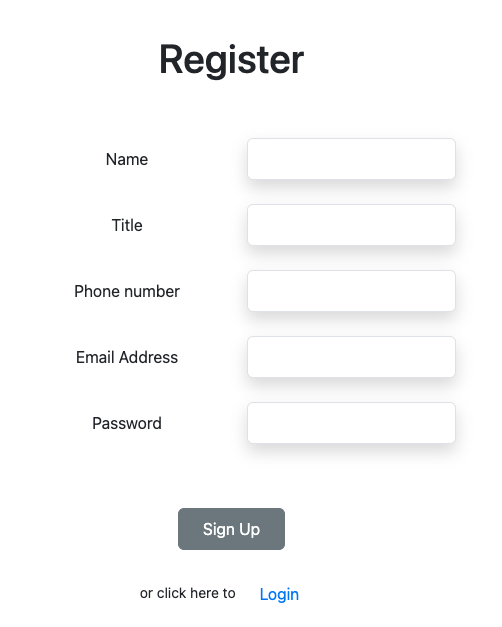 Register
Name
Title
Phone number
Email Address
Password
Sign Up
or click here to Login